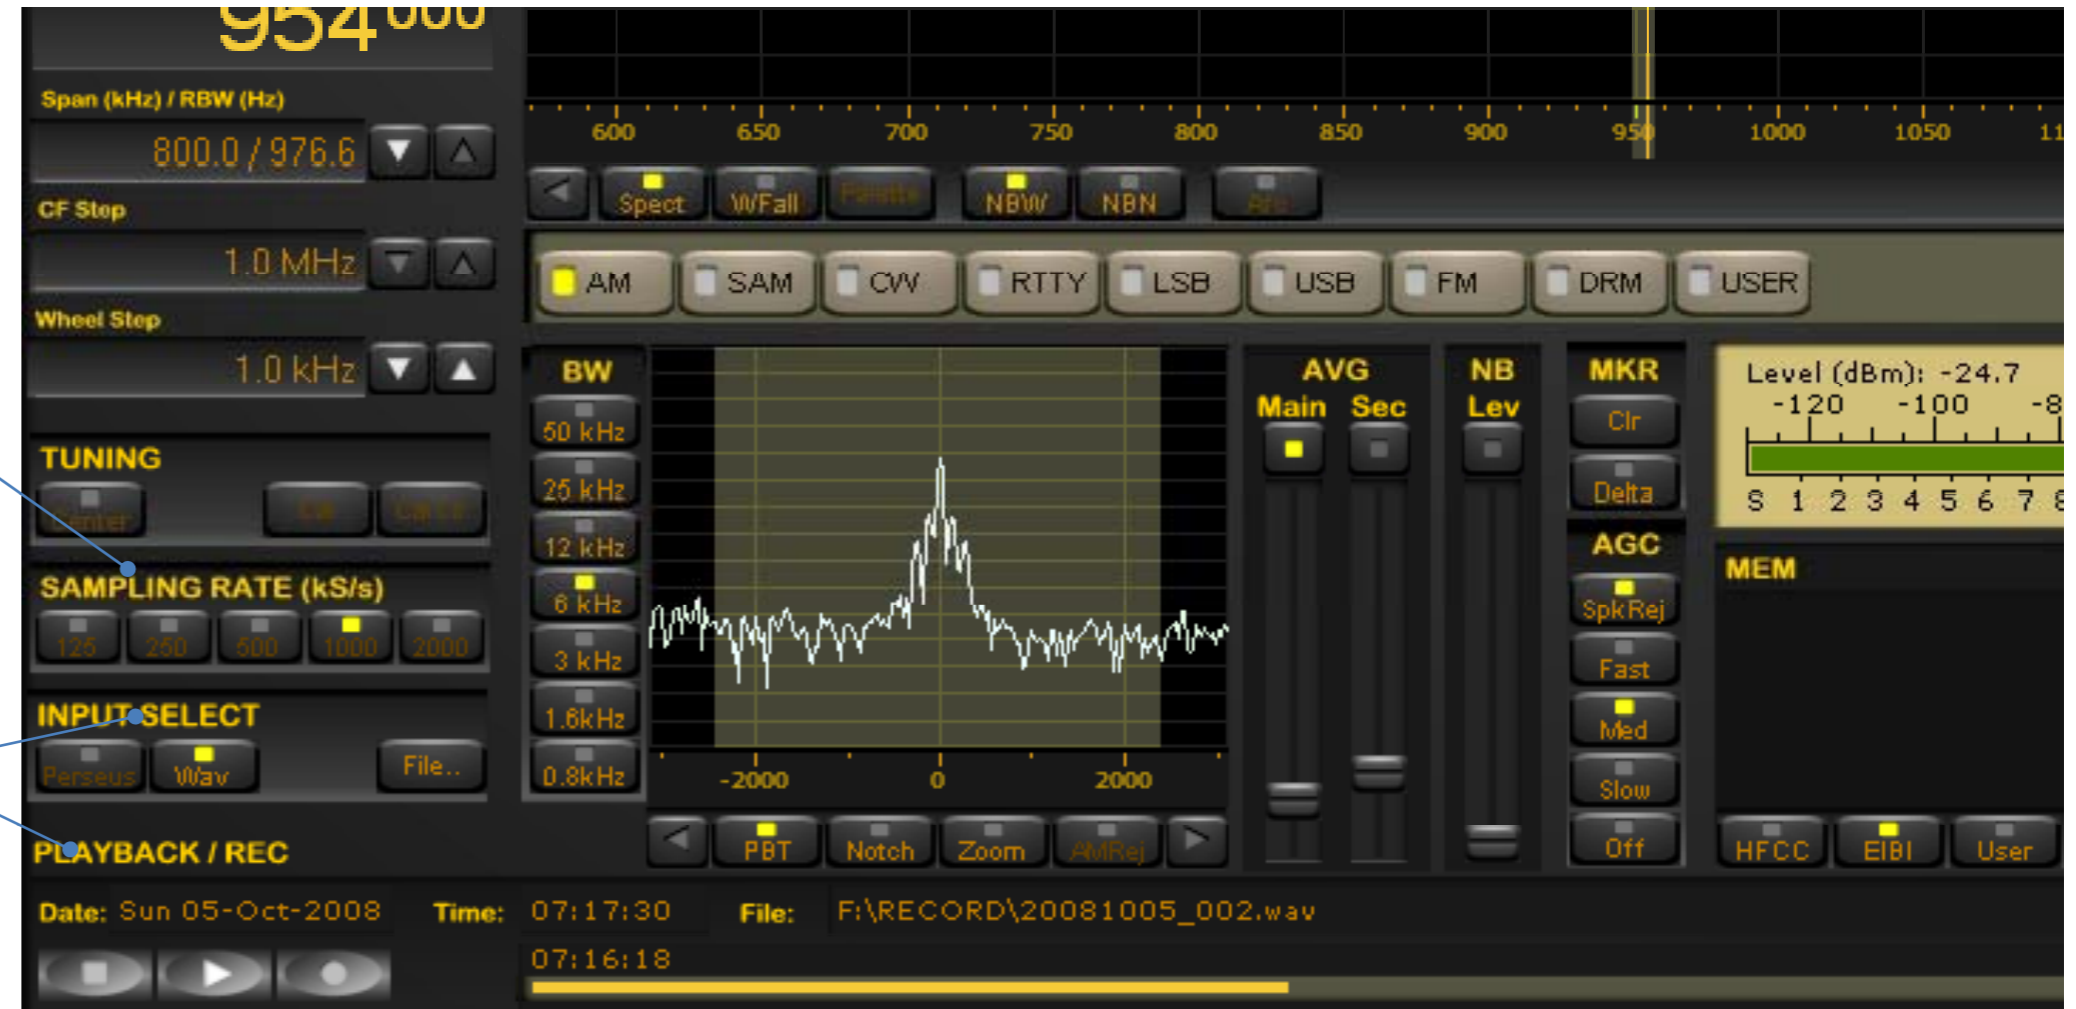 954 000
Span (kHz) / RBW (Hz)
800.0 / 976.6
CF Step
1.0 MHz
Wheel Step
1.0 kHz
TUNING
Center
SAMPLING RATE (kS/s)
125 250 500 1000 2000
INPUT SELECT
Perseus Wav File..
PLAYBACK / REC
600 650 700 750 800 850 900 950 1000 1050
Spect WFall Palette NBW NBN
AM SAM CW RTTY LSB USB FM DRM USER
BW
50 kHz
25 kHz
12 kHz
6 kHz
3 kHz
1.6kHz
0.8kHz
-2000 0 2000
PBT Notch Zoom AMRej
AVG
Main Sec
NB
Lev
MKR
Clr
Delta
AGC
SpkRej
Fast
Med
Slow
Off
Level (dBm): -24.7
-120 -100 -8
S 1 2 3 4 5 6 7 8
MEM
HFCC EIBI User
Date: Sun 05-Oct-2008 Time: 07:17:30 File: F:\RECORD\20081005_002.wav
07:16:18